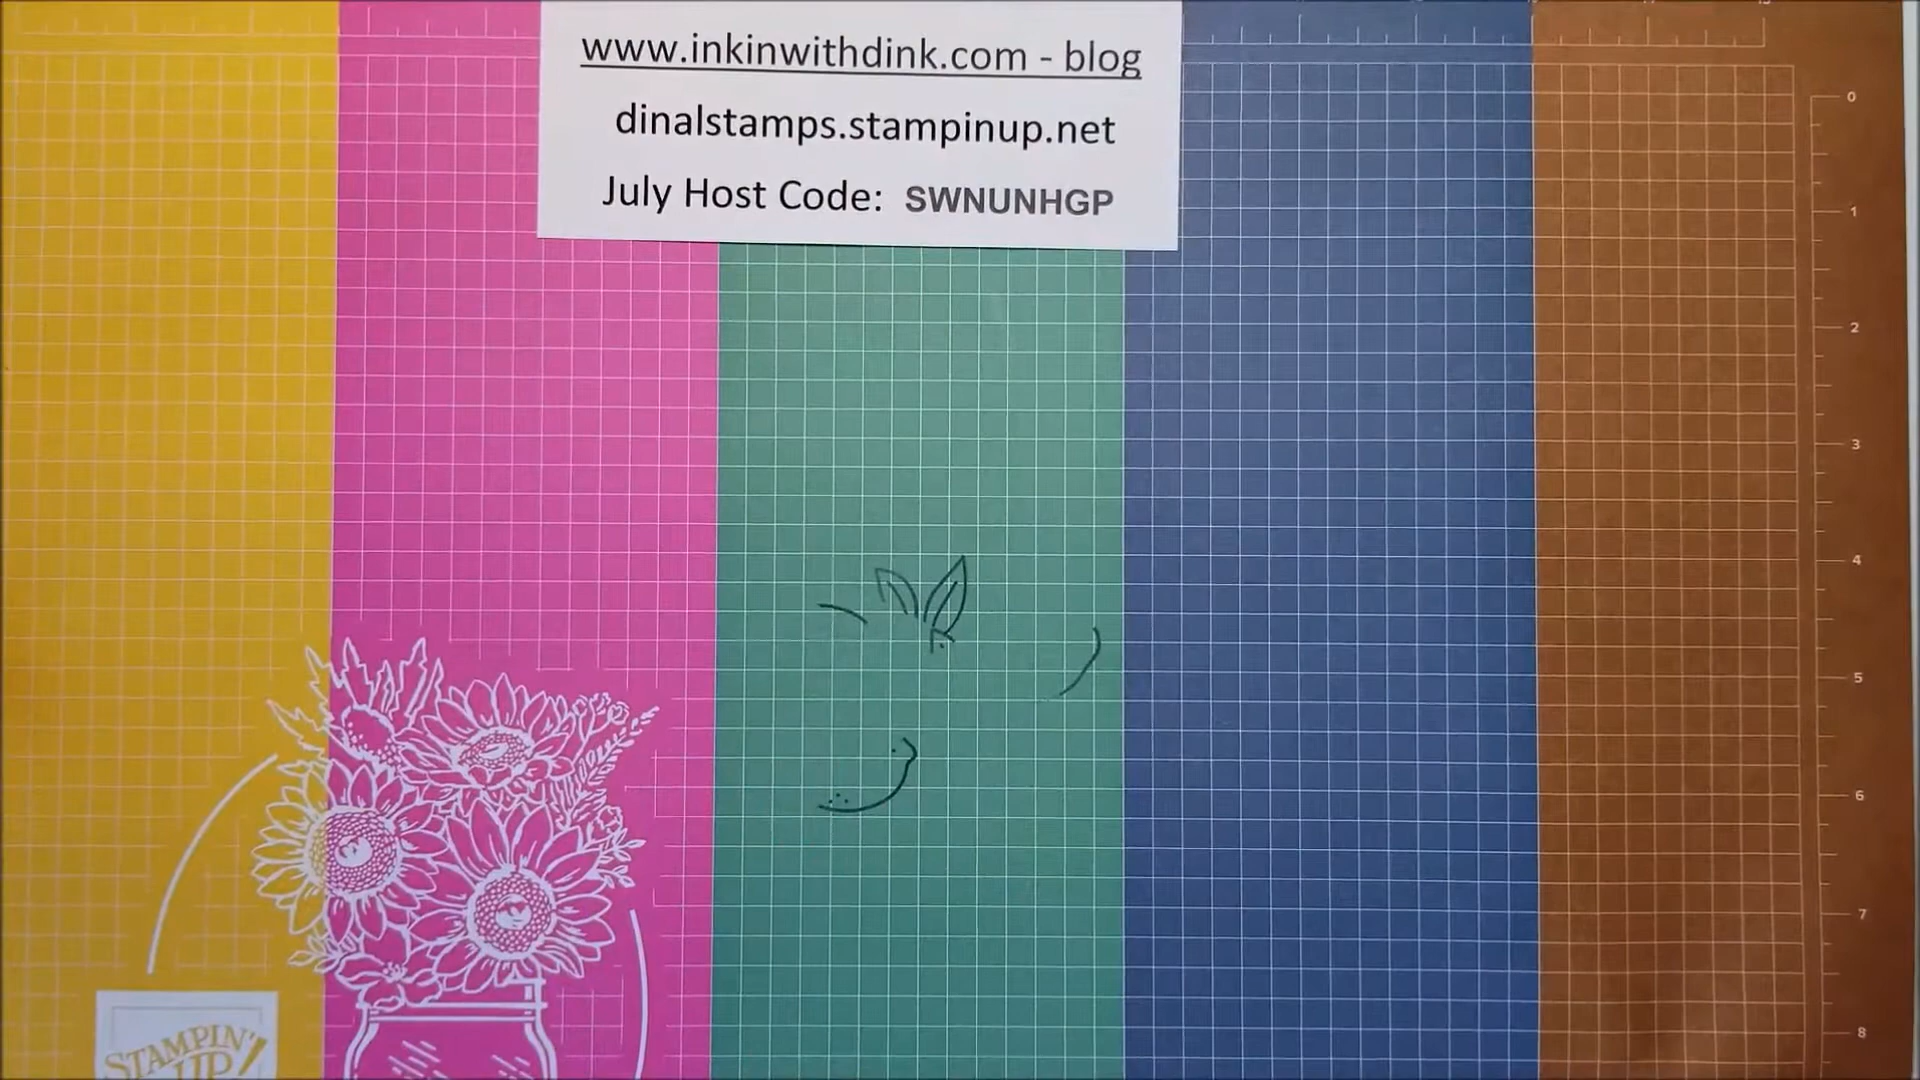 www.inkinwithdink.com - blog
dinalstamps.stampinup.net
July Host Code: SWNUNHGP
0
1
2
3
4
5
6
7
8
STAMPIN'
UP!